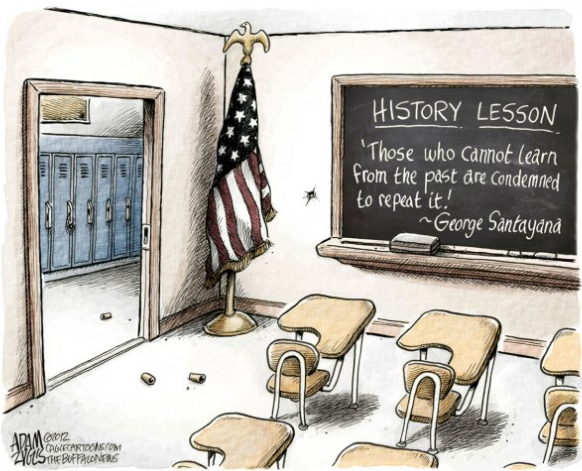 HISTORY LESSON
'Those who cannot learn
from the past are condemned
to repeat it!
~George Santayana
ADAM
ZYGLIS
©2012
CAGLECARTOONS.COM
THE BUFFALO NEWS